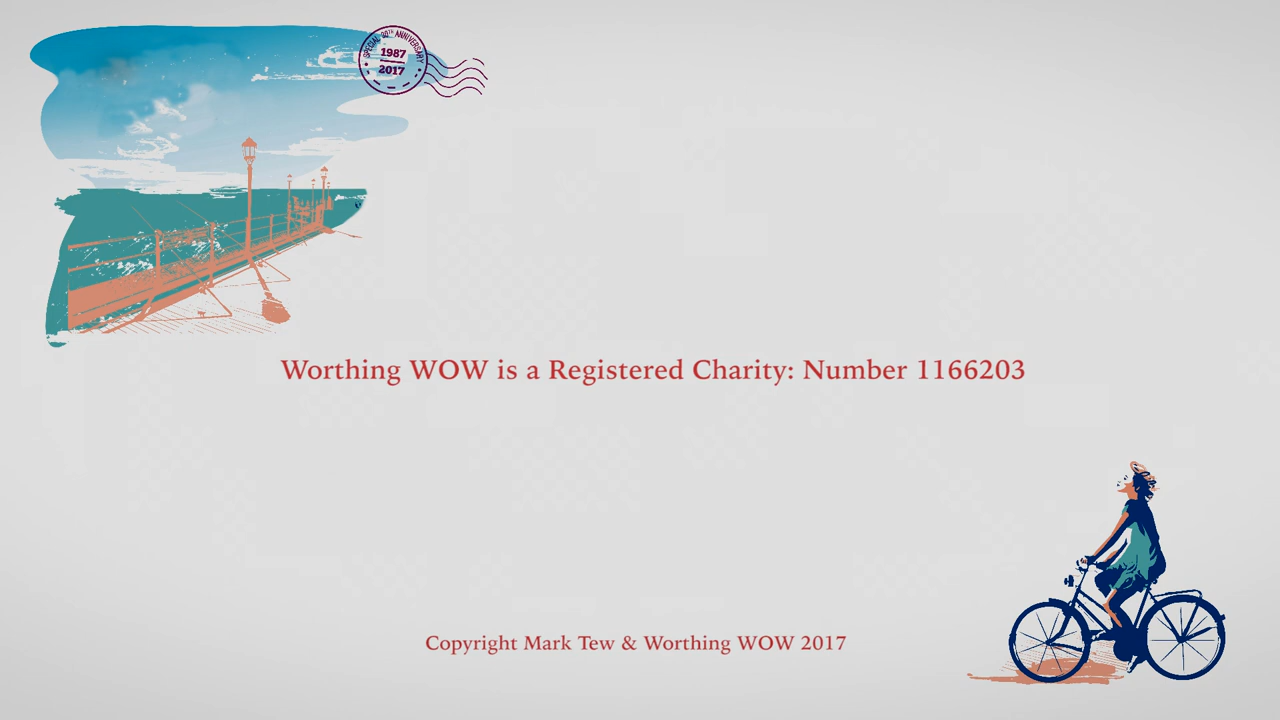 SPECIAL 30TH ANNIVERSARY
1987
2017
Worthing WOW is a Registered Charity: Number 1166203
Copyright Mark Tew & Worthing WOW 2017